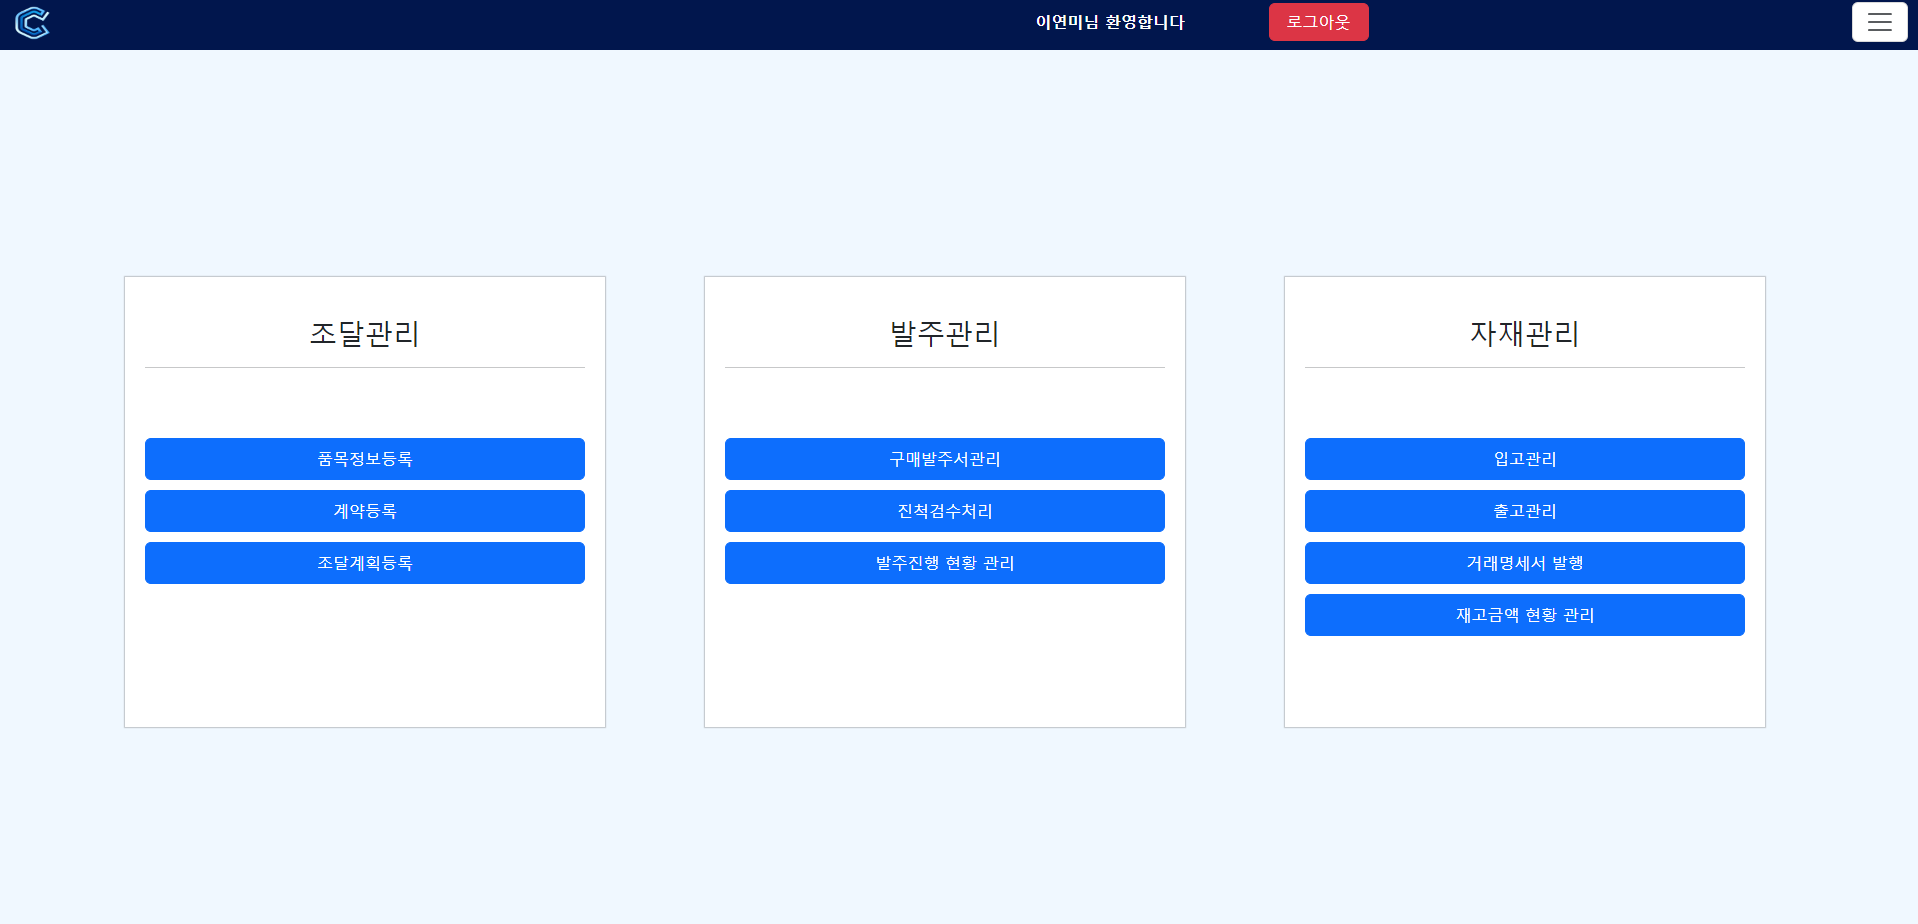 이연미님 환영합니다
로그아웃
조달관리
품목정보등록
계약등록
조달계획등록
발주관리
구매발주서관리
진척검수처리
발주진행 현황 관리
자재관리
입고관리
출고관리
거래명세서 발행
재고금액 현황 관리